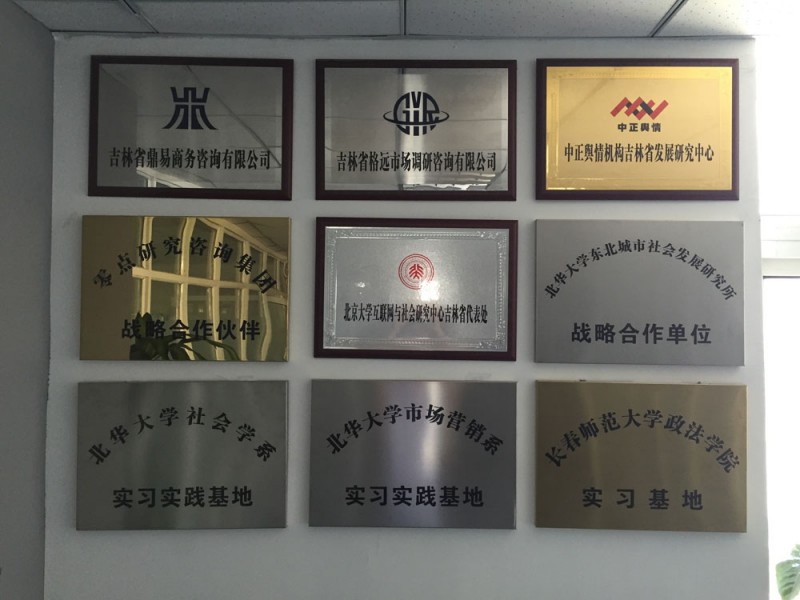 吉林省鼎易商务咨询有限公司
GYR
吉林省格远市场调研咨询有限公司
中正舆情
中正舆情机构吉林省发展研究中心
零点研究咨询集团
战略合作伙伴
北京大学互联网与社会研究中心吉林省代表处
北华大学东北城市社会发展研究所
战略合作单位
北华大学社会学系
实习实践基地
北华大学市场营销系
实习实践基地
长春师范大学政法学院
实习基地